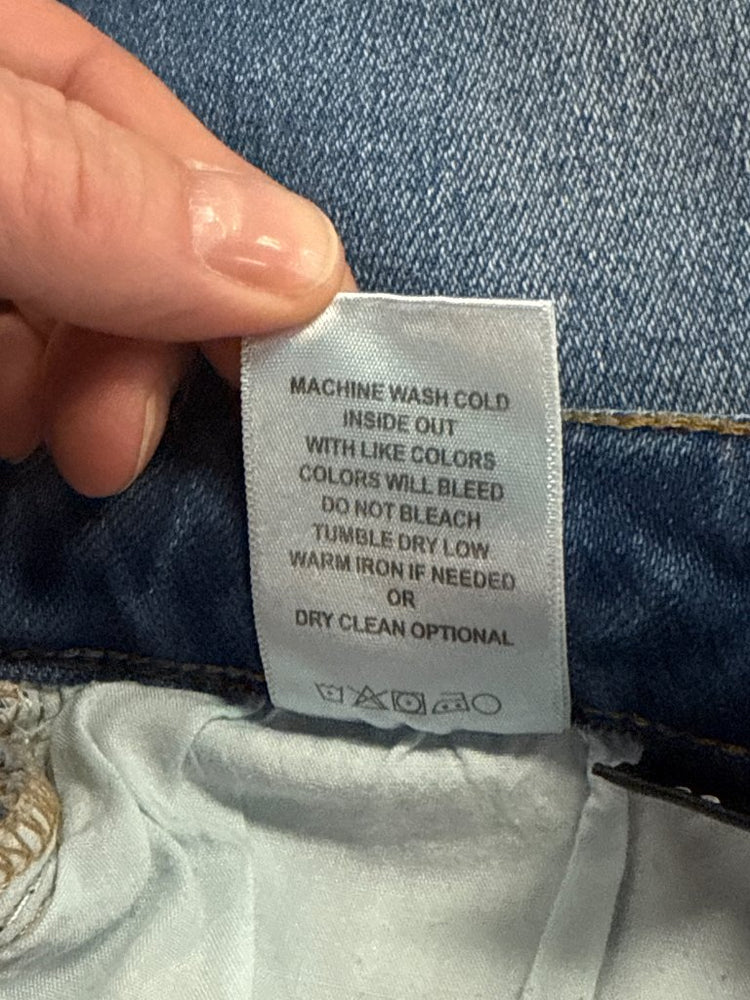 MACHINE WASH COLD
INSIDE OUT
WITH LIKE COLORS
COLORS WILL BLEED
DO NOT BLEACH
TUMBLE DRY LOW
WARM IRON IF NEEDED
OR
DRY CLEAN OPTIONAL